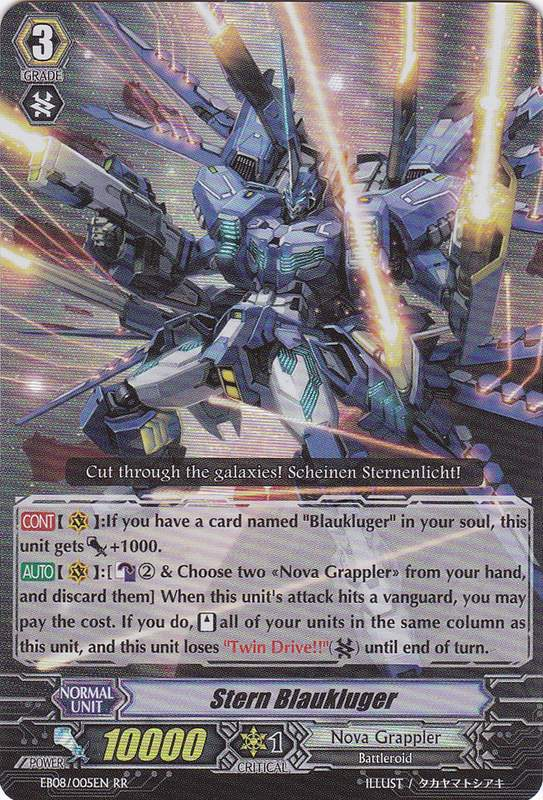 3
GRADE
Cut through the galaxies! Scheinen Sternenlicht!
CONT【 】:If you have a card named "Blaukluger" in your soul, this
unit gets +1000.
AUTO【 】:[ ② & Choose two «Nova Grappler» from your hand,
and discard them] When this unit's attack hits a vanguard, you may
pay the cost. If you do, all of your units in the same column as
this unit, and this unit loses "Twin Drive!!"( ) until end of turn.
NORMAL
UNIT
Stern Blaukluger
POWER
10000
1
CRITICAL
Nova Grappler
Battleroid
EB08/005EN RR
ILLUST / タカヤマトシアキ